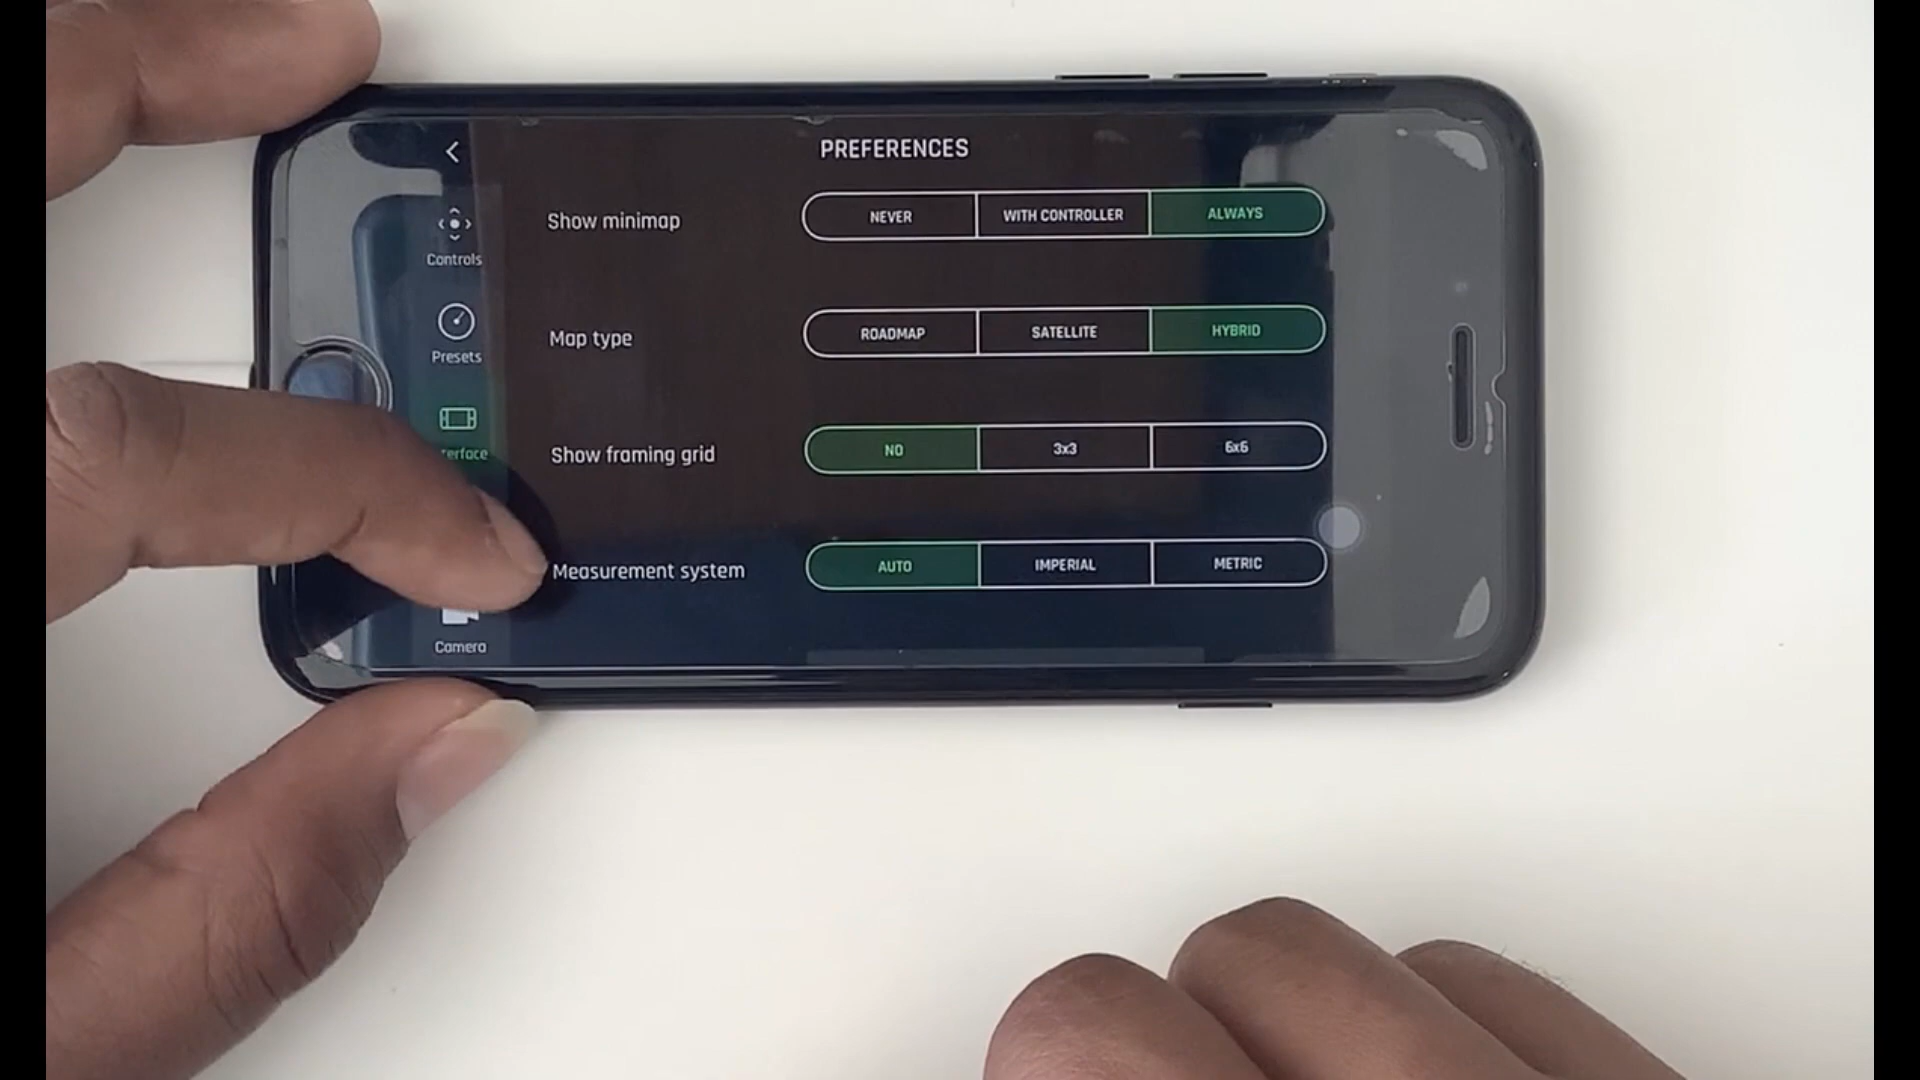 PREFERENCES
Show minimap
NEVER
WITH CONTROLLER
ALWAYS
Controls
Map type
ROADMAP
SATELLITE
HYBRID
Presets
Show framing grid
NO
3x3
6x6
terface
Measurement system
AUTO
IMPERIAL
METRIC
Camera